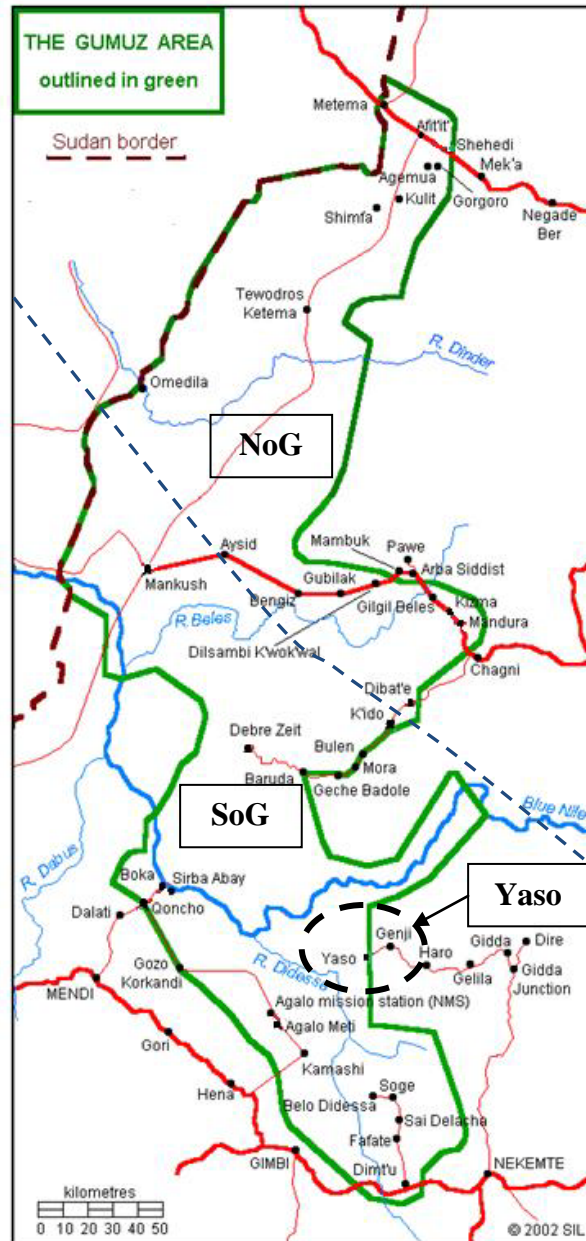 THE GUMUZ AREA
outlined in green
Sudan border
Metema
Afit'it'
Shehedi
Mek'a
Agemua
Kulit
Gorgoro
Shimfa
Negade
Ber
Tewodros
Ketema
R. Dinder
Omedila
NoG
Mambuk
Pawe
Aysid
Arba Siddist
Mankush
Gubilak
Kizma
Bengiz
Gilgil Beles
Mandura
R. Beles
Dilsambi K'wok'wal
Chagni
Dibat'e
K'ido
Debre Zeit
Bulen
Mora
Baruda
Geche Badole
SoG
Blue Nile
R. Dabus
Boka
Sirba Abay
Yaso
Qoncho
Dalati
Genji
Gidda
Dire
Yaso
Haro
Gozo
Korkandi
R. Didessa
Gelila
Gidda
Junction
MENDI
Agalo mission station (NMS)
Agalo Meti
Gori
Kamashi
Hena
Soge
Belo Didessa
Sai Delacha
Fafate
GIMBI
Dimt'u
NEKEMTE
kilometres
0 10 20 30 40 50
© 2002 SIL